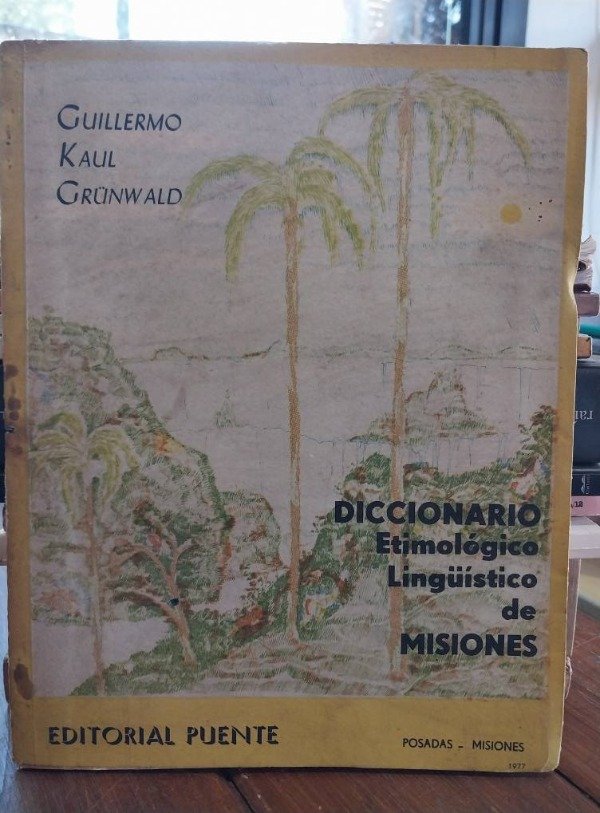 GUILLERMO
KAUL
GRÜNWALD
DICCIONARIO
Etimológico
Lingüístico
de
MISIONES
EDITORIAL PUENTE
POSADAS - MISIONES
1977